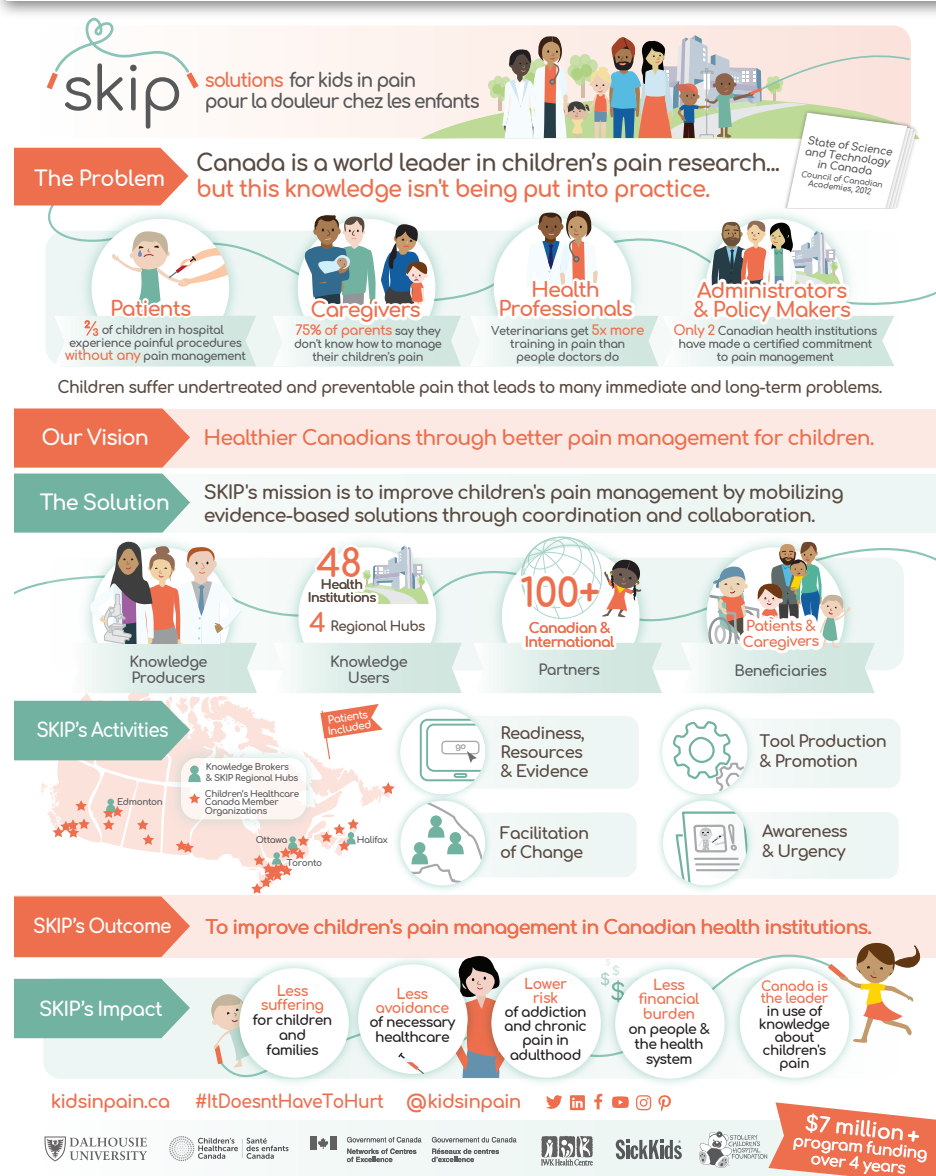 skip
solutions for kids in pain
pour la douleur chez les enfants
State of Science
and Technology
in Canada
Council of Canadian
Academies, 2012
The Problem
Canada is a world leader in children's pain research...
but this knowledge isn't being put into practice.
Patients
⅔ of children in hospital
experience painful procedures
without any pain management
Caregivers
75% of parents say they
don't know how to manage
their children's pain
Health
Professionals
Veterinarians get 5x more
training in pain than
people doctors do
Administrators
& Policy Makers
Only 2 Canadian health institutions
have made a certified commitment
to pain management
Children suffer undertreated and preventable pain that leads to many immediate and long-term problems.
Our Vision
Healthier Canadians through better pain management for children.
The Solution
SKIP's mission is to improve children's pain management by mobilizing
evidence-based solutions through coordination and collaboration.
Knowledge
Producers
48
Health
Institutions
4 Regional Hubs
Knowledge
Users
100+
Canadian &
International
Partners
Patients &
Caregivers
Beneficiaries
SKIP's Activities
Patients
Included
Knowledge Brokers
& SKIP Regional Hubs
Children's Healthcare
Canada Member
Organizations
Edmonton
Ottawa
Halifax
Toronto
go
Readiness,
Resources
& Evidence
Tool Production
& Promotion
Facilitation
of Change
Awareness
& Urgency
SKIP's Outcome
To improve children's pain management in Canadian health institutions.
SKIP's Impact
Less
suffering
for children
and
families
Less
avoidance
of necessary
healthcare
Lower
risk
of addiction
and chronic
pain in
adulthood
$ $ $
Less
financial
burden
on people &
the health
system
Canada is
the leader
in use of
knowledge
about
children's
pain
kidsinpain.ca #ItDoesntHaveToHurt @kidsinpain
DALHOUSIE
UNIVERSITY
Children's
Healthcare
Canada
Santé
des enfants
Canada
Government of Canada
Networks of Centres
of Excellence
Gouvernement du Canada
Réseaux de centres
d'excellence
IWK Health Centre
SickKids
STOLLERY
CHILDREN'S
HOSPITAL
FOUNDATION
$7 million +
program funding
over 4 years